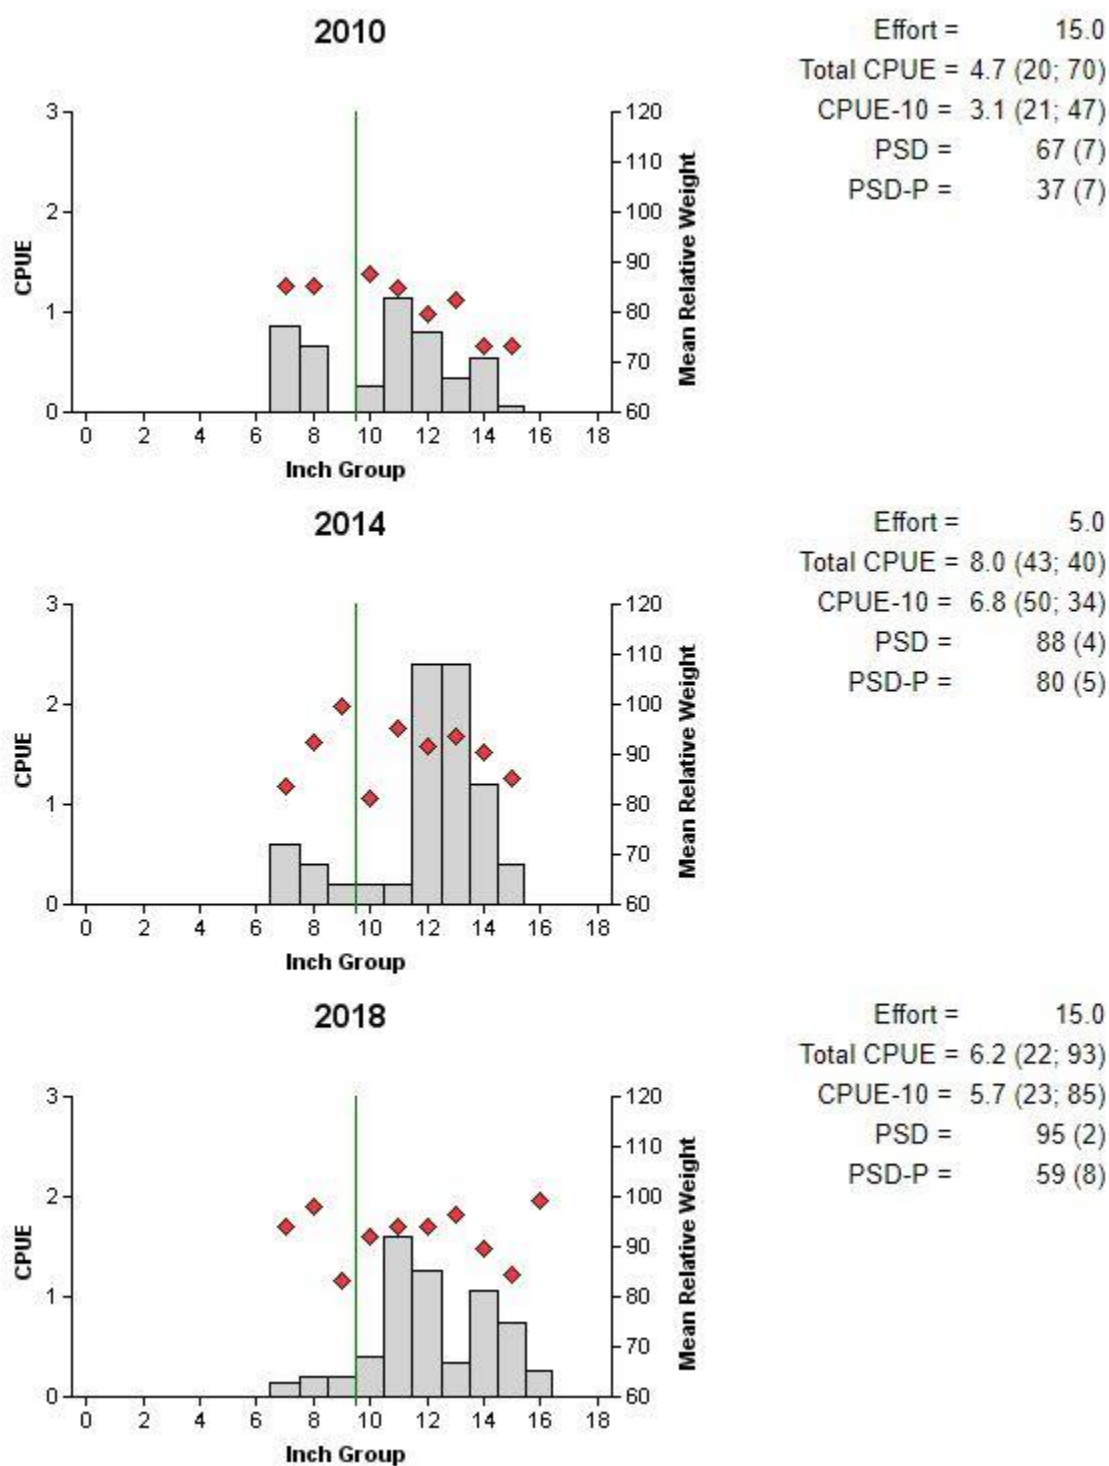 2010
Effort = 15.0
Total CPUE = 4.7 (20; 70)
CPUE-10 = 3.1 (21; 47)
PSD = 67 (7)
PSD-P = 37 (7)
3 120
110
2 100
90
1 80
70
0 60
CPUE
Mean Relative Weight
0 2 4 6 8 10 12 14 16 18
Inch Group
2014
Effort = 5.0
Total CPUE = 8.0 (43; 40)
CPUE-10 = 6.8 (50; 34)
PSD = 88 (4)
PSD-P = 80 (5)
3 120
110
2 100
90
1 80
70
0 60
CPUE
Mean Relative Weight
0 2 4 6 8 10 12 14 16 18
Inch Group
2018
Effort = 15.0
Total CPUE = 6.2 (22; 93)
CPUE-10 = 5.7 (23; 85)
PSD = 95 (2)
PSD-P = 59 (8)
3 120
110
2 100
90
1 80
70
0 60
CPUE
Mean Relative Weight
0 2 4 6 8 10 12 14 16 18
Inch Group